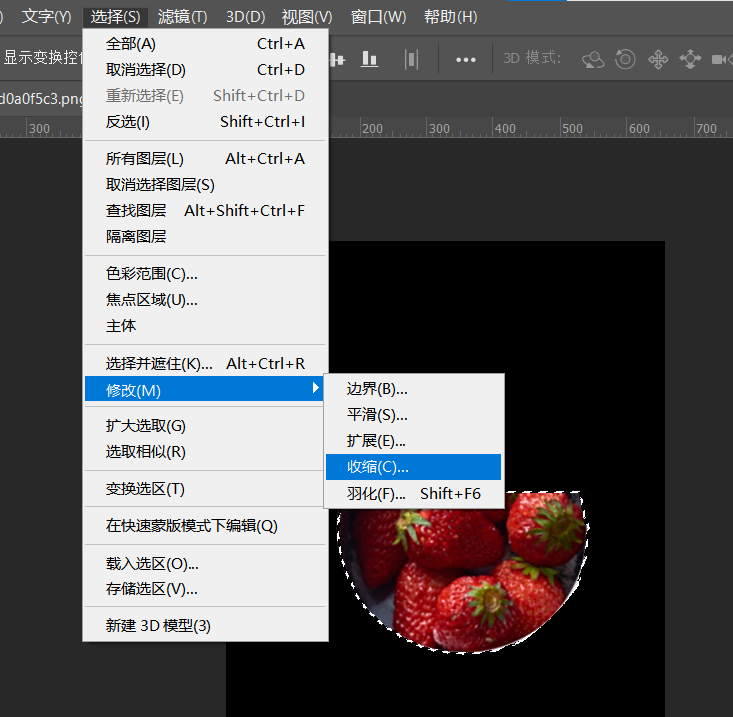 ) 文字(Y) 选择(S) 滤镜(T) 3D(D) 视图(V) 窗口(W) 帮助(H)
显示变换控件 3D 模式:
d0a0f5c3.png
300 200 300 400 500 600 700
全部(A) Ctrl+A
取消选择(D) Ctrl+D
重新选择(E) Shift+Ctrl+D
反选(I) Shift+Ctrl+I
所有图层(L) Alt+Ctrl+A
取消选择图层(S)
查找图层 Alt+Shift+Ctrl+F
隔离图层
色彩范围(C)...
焦点区域(U)...
主体
选择并遮住(K)... Alt+Ctrl+R
修改(M)
边界(B)...
平滑(S)...
扩展(E)...
收缩(C)...
羽化(F)... Shift+F6
扩大选取(G)
选取相似(R)
变换选区(T)
在快速蒙版模式下编辑(Q)
载入选区(O)...
存储选区(V)...
新建 3D 模型(3)